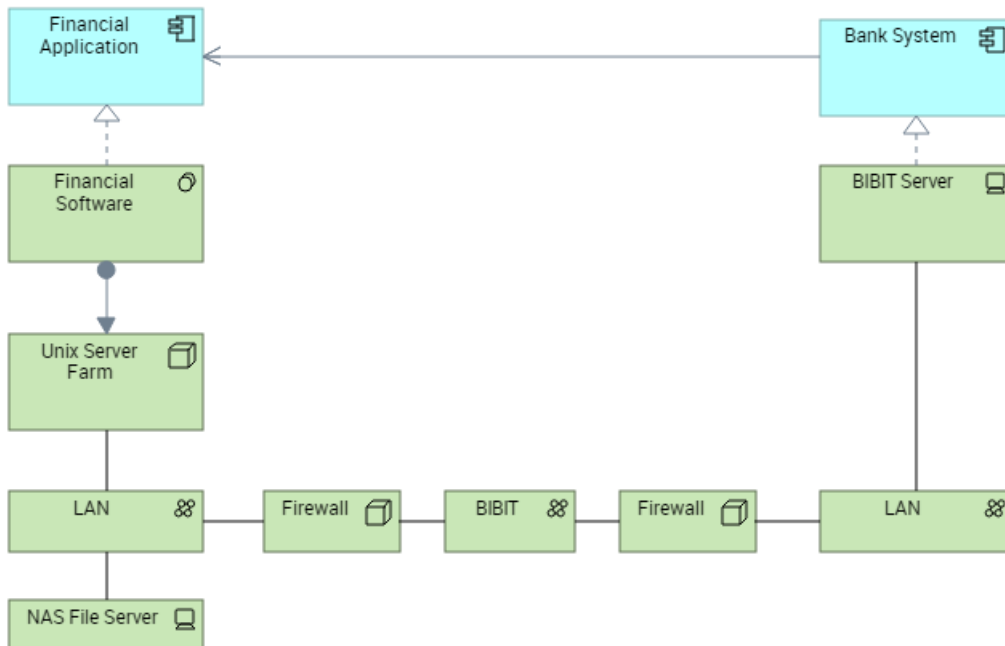 Financial
Application
Bank System
Financial
Software
BIBIT Server
Unix Server
Farm
LAN
Firewall
BIBIT
Firewall
LAN
NAS File Server